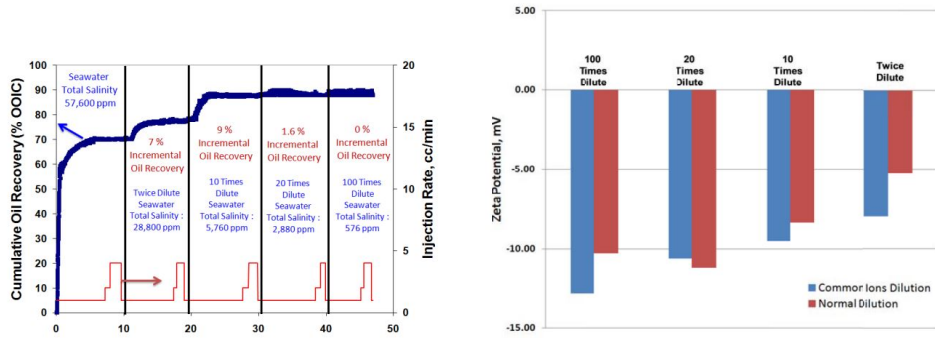 Cumulative Oil Recovery (% OOIC)
100
90
80
70
60
50
40
30
20
10
0
Seawater
Total Salinity
57,600 ppm
7 %
Incremental
Oil Recovery
Twice Dilute
Seawater
Total Salinity :
28,800 ppm
9 %
Incremental
Oil Recovery
10 Times
Dilute
Seawater
Total Salinity :
5,760 ppm
1.6 %
Incremental
Oil Recovery
20 Times
Dilute
Seawater
Total Salinity :
2,880 ppm
0 %
Incremental
Oil Recovery
100 Times
Dilute
Seawater
Total Salinity :
576 ppm
20
15
10
5
0
Injection Rate, cc/min
0 10 20 30 40 50
Zeta Potential, mV
5.00
0.00
-5.00
-10.00
-15.00
100
Times
Dilute
20
Times
Dilute
10
Times
Dilute
Twice
Dilute
Common Ions Dilution
Normal Dilution